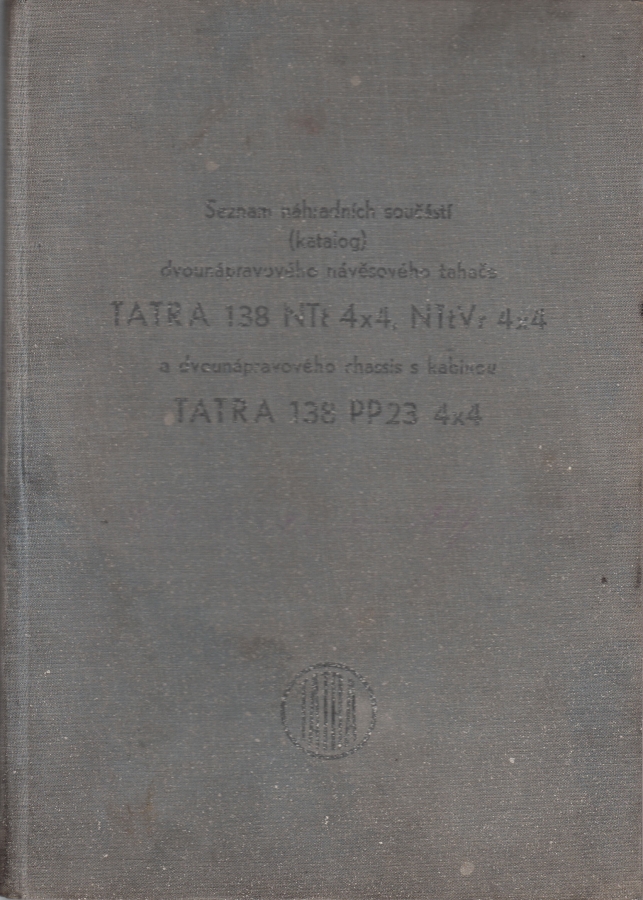 Seznam náhradních součástí
(katalog)
dvounápravového návěsového tahače
TATRA 138 NTt 4x4, NTtVr 4x4
a dvounápravového chassis s kabinou
TATRA 138 PP23 4x4